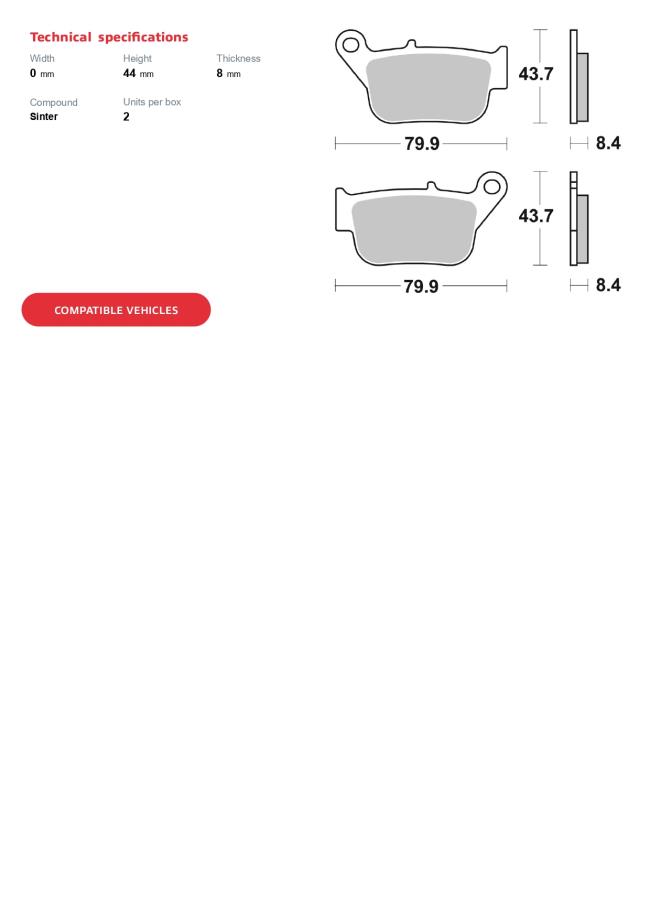 Technical specifications
Width Height Thickness
0 mm 44 mm 8 mm
Compound Units per box
Sinter 2
43.7
79.9 8.4
43.7
79.9 8.4
COMPATIBLE VEHICLES